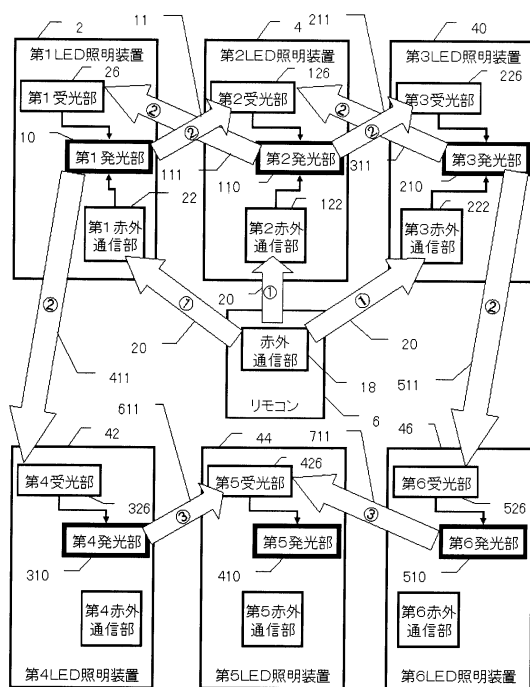 2
11
4
211
40
第1LED照明装置
第2LED照明装置
第3LED照明装置
26
126
226
第1受光部
第2受光部
第3受光部
②
②
②
②
10
第1発光部
第2発光部
第3発光部
111
110
311
210
22
122
222
第1赤外
通信部
第2赤外
通信部
第3赤外
通信部
①
①
①
②
②
20
20
20
赤外
通信部
18
リモコン
6
411
511
611
711
42
44
46
第4受光部
第5受光部
第6受光部
326
426
526
③
③
第4発光部
第5発光部
第6発光部
310
410
510
第4赤外
通信部
第5赤外
通信部
第6赤外
通信部
第4LED照明装置
第5LED照明装置
第6LED照明装置